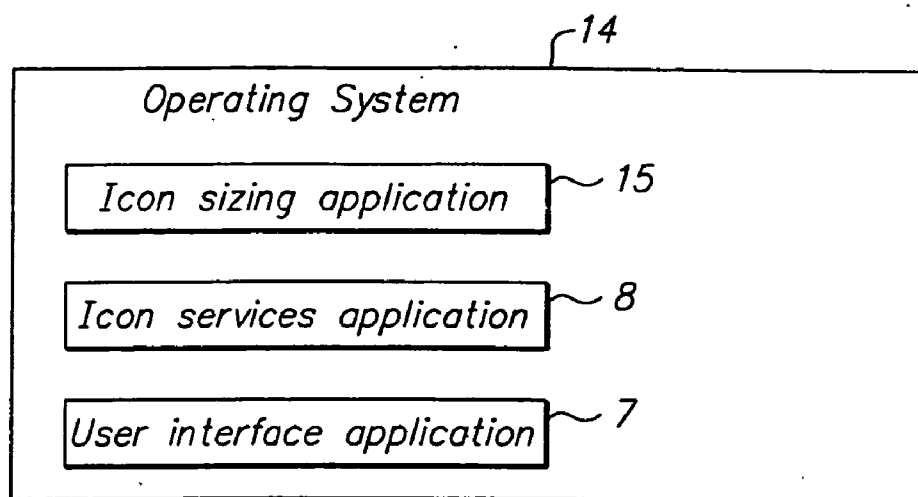 14
Operating System
Icon sizing application 15
Icon services application 8
User interface application 7